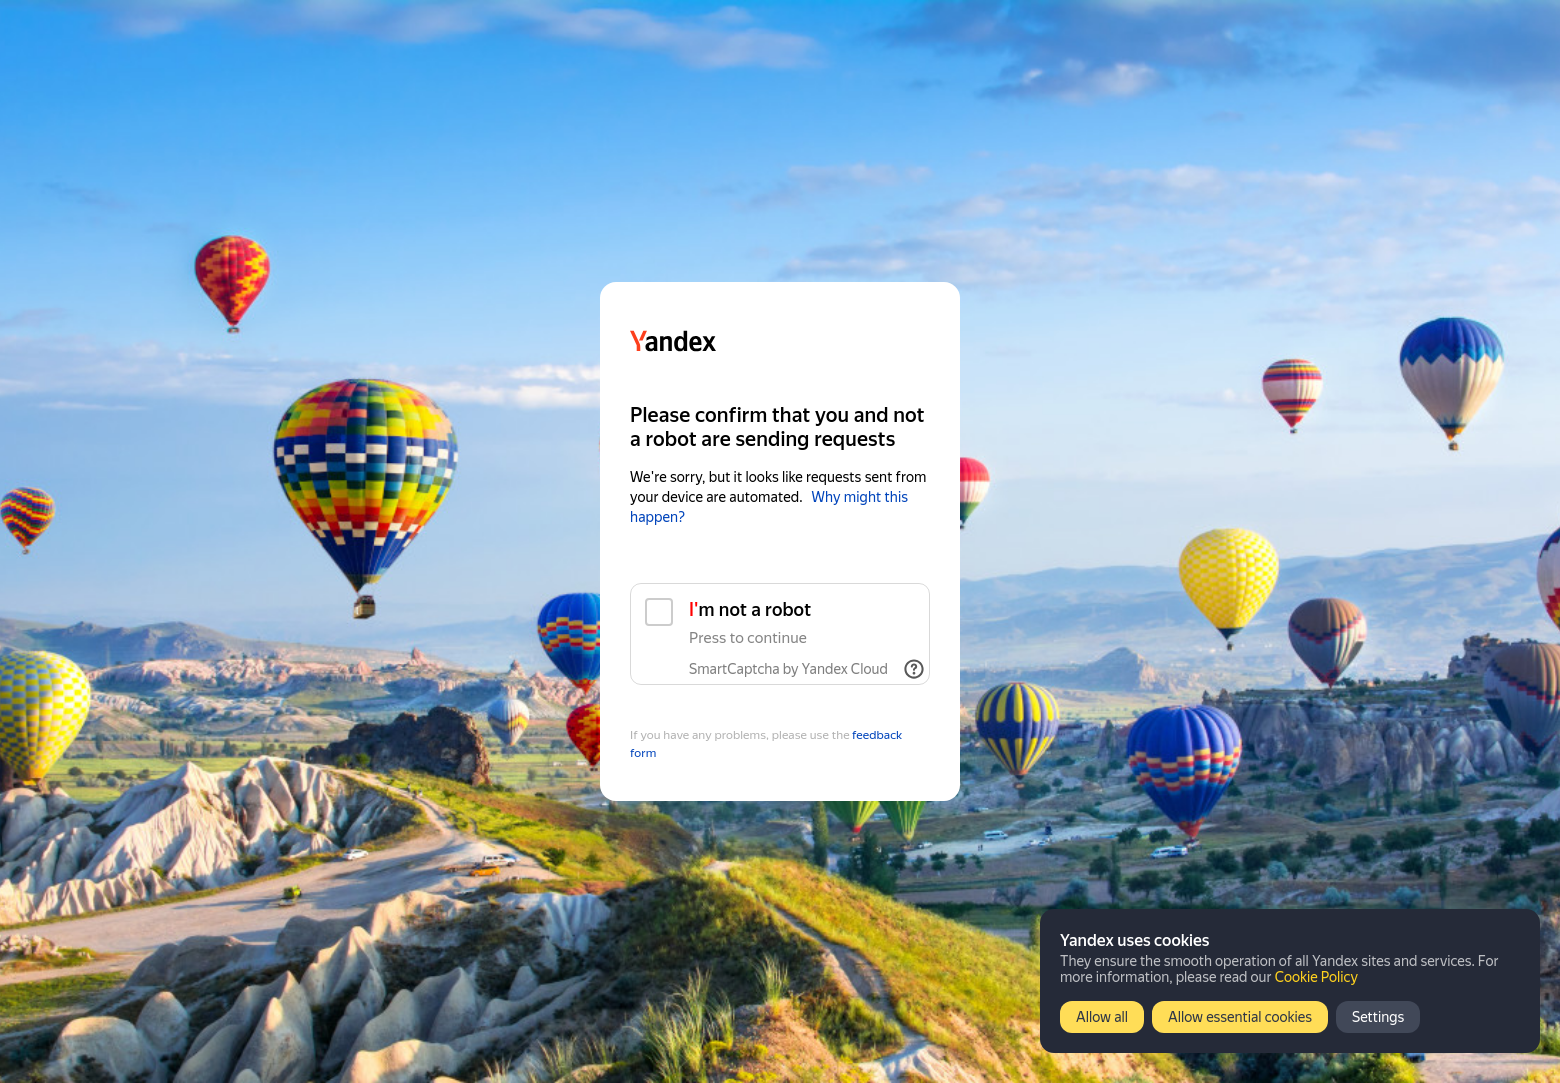 Yandex
Please confirm that you and not
a robot are sending requests
We're sorry, but it looks like requests sent from
your device are automated. Why might this
happen?
I'm not a robot
Press to continue
SmartCaptcha by Yandex Cloud
If you have any problems, please use the feedback
form
Yandex uses cookies
They ensure the smooth operation of all Yandex sites and services. For
more information, please read our Cookie Policy
Allow all
Allow essential cookies
Settings